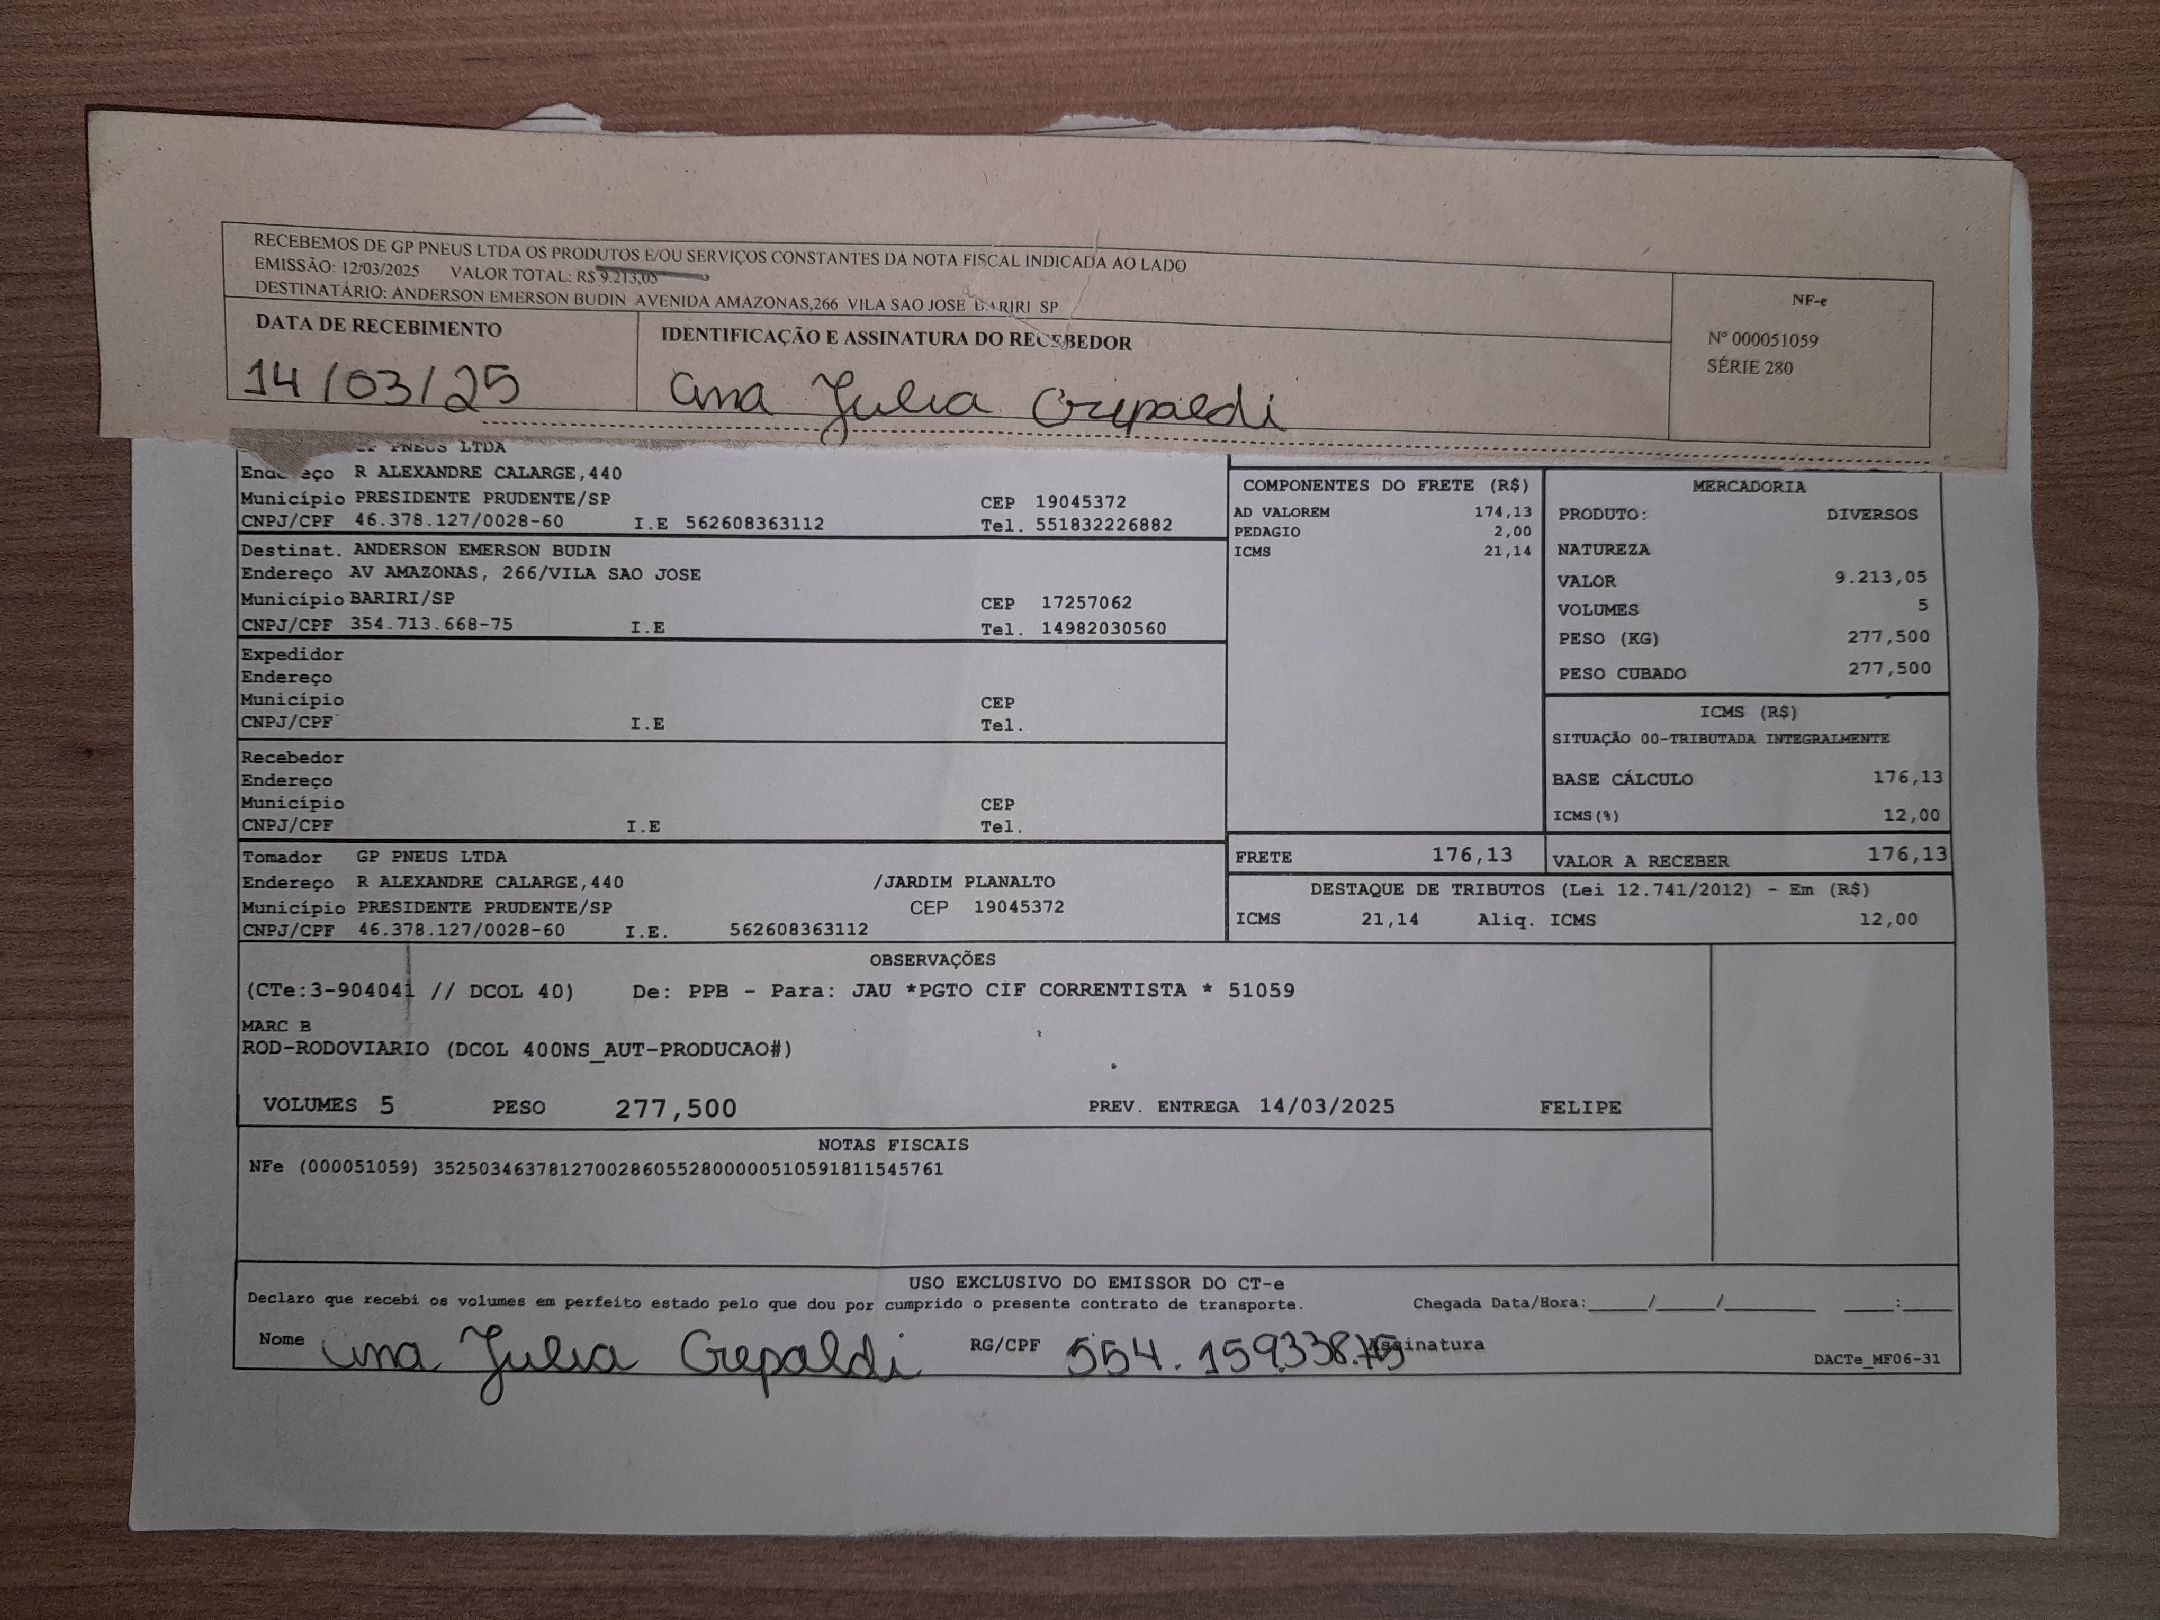 RECEBEMOS DE GP PNEUS LTDA OS PRODUTOS E/OU SERVIÇOS CONSTANTES DA NOTA FISCAL INDICADA AO LADO
EMISSÃO: 12/03/2025 VALOR TOTAL: R$ 9.213,05
DESTINATÁRIO: ANDERSON EMERSON BUDIN AVENIDA AMAZONAS,266 VILA SAO JOSE BARIRI SP
DATA DE RECEBIMENTO
14/03/25
IDENTIFICAÇÃO E ASSINATURA DO RECEBEDOR
Ana Julia Grepaldi
NF-e
Nº 000051059
SÉRIE 280
GP PNEUS LTDA
Endereço R ALEXANDRE CALARGE,440
Município PRESIDENTE PRUDENTE/SP CEP 19045372
CNPJ/CPF 46.378.127/0028-60 I.E 562608363112 Tel. 551832226882
Destinat. ANDERSON EMERSON BUDIN
Endereço AV AMAZONAS, 266/VILA SAO JOSE
Município BARIRI/SP CEP 17257062
CNPJ/CPF 354.713.668-75 I.E Tel. 14982030560
Expedidor
Endereço
Município CEP
CNPJ/CPF I.E Tel.
Recebedor
Endereço
Município CEP
CNPJ/CPF I.E Tel.
Tomador GP PNEUS LTDA
Endereço R ALEXANDRE CALARGE,440 /JARDIM PLANALTO
Município PRESIDENTE PRUDENTE/SP CEP 19045372
CNPJ/CPF 46.378.127/0028-60 I.E. 562608363112
COMPONENTES DO FRETE (R$)
AD VALOREM 174,13
PEDAGIO 2,00
ICMS 21,14
MERCADORIA
PRODUTO: DIVERSOS
NATUREZA
VALOR 9.213,05
VOLUMES 5
PESO (KG) 277,500
PESO CUBADO 277,500
ICMS (R$)
SITUAÇÃO 00-TRIBUTADA INTEGRALMENTE
BASE CÁLCULO 176,13
ICMS(%) 12,00
FRETE 176,13 VALOR A RECEBER 176,13
DESTAQUE DE TRIBUTOS (Lei 12.741/2012) - Em (R$)
ICMS 21,14 Aliq. ICMS 12,00
OBSERVAÇÕES
(CTe:3-904041 // DCOL 40) De: PPB - Para: JAU *PGTO CIF CORRENTISTA * 51059
MARC B
ROD-RODOVIARIO (DCOL 400NS_AUT-PRODUCAO#)
VOLUMES 5 PESO 277,500 PREV. ENTREGA 14/03/2025 FELIPE
NOTAS FISCAIS
NFe (000051059) 35250346378127002860552800000510591811545761
USO EXCLUSIVO DO EMISSOR DO CT-e
Declaro que recebi os volumes em perfeito estado pelo que dou por cumprido o presente contrato de transporte. Chegada Data/Hora:____/____/________ ____:____
Nome Ana Julia Grepaldi RG/CPF 554.159338. Assinatura
DACTe_MF06-31